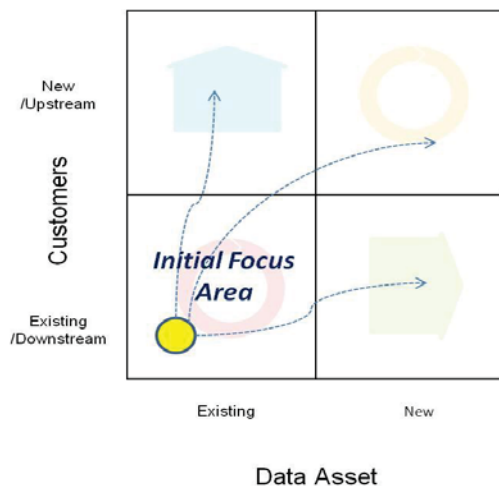 New
/Upstream
Customers
Initial Focus
Area
Existing
/Downstream
Existing
New
Data Asset